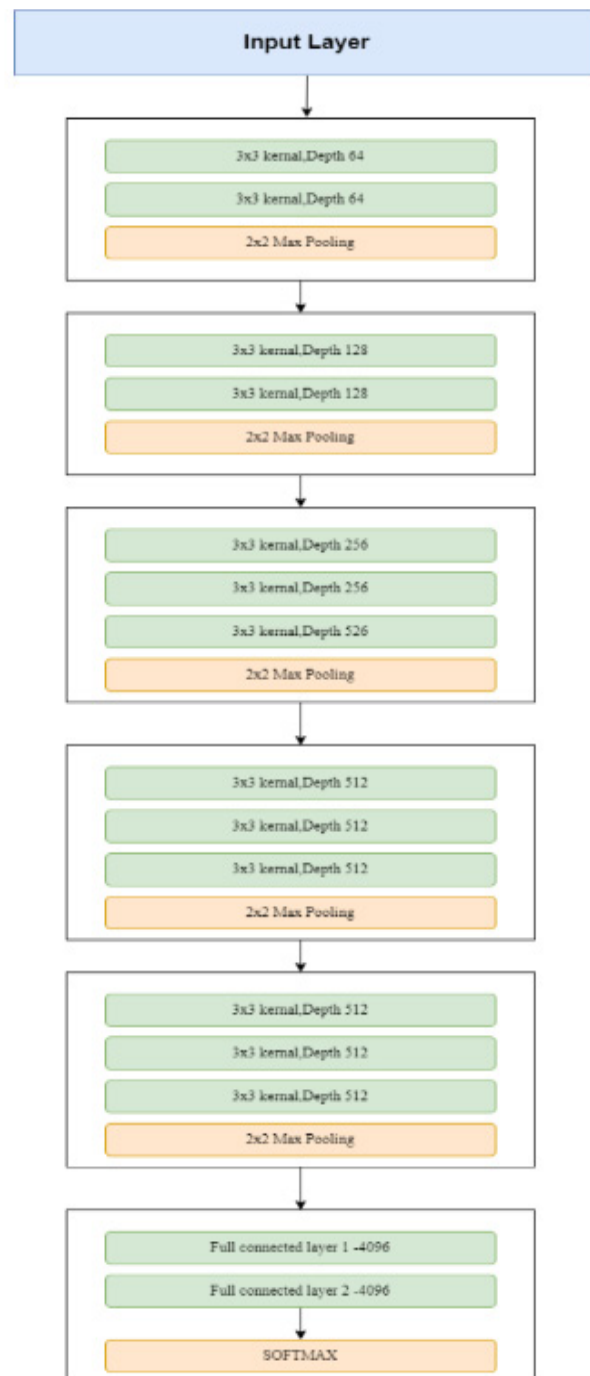 Input Layer
3x3 kernal,Depth 64
3x3 kernal,Depth 64
2x2 Max Pooling
3x3 kernal,Depth 128
3x3 kernal,Depth 128
2x2 Max Pooling
3x3 kernal,Depth 256
3x3 kernal,Depth 256
3x3 kernal,Depth 526
2x2 Max Pooling
3x3 kernal,Depth 512
3x3 kernal,Depth 512
3x3 kernal,Depth 512
2x2 Max Pooling
3x3 kernal,Depth 512
3x3 kernal,Depth 512
3x3 kernal,Depth 512
2x2 Max Pooling
Full connected layer 1 -4096
Full connected layer 2 -4096
SOFTMAX